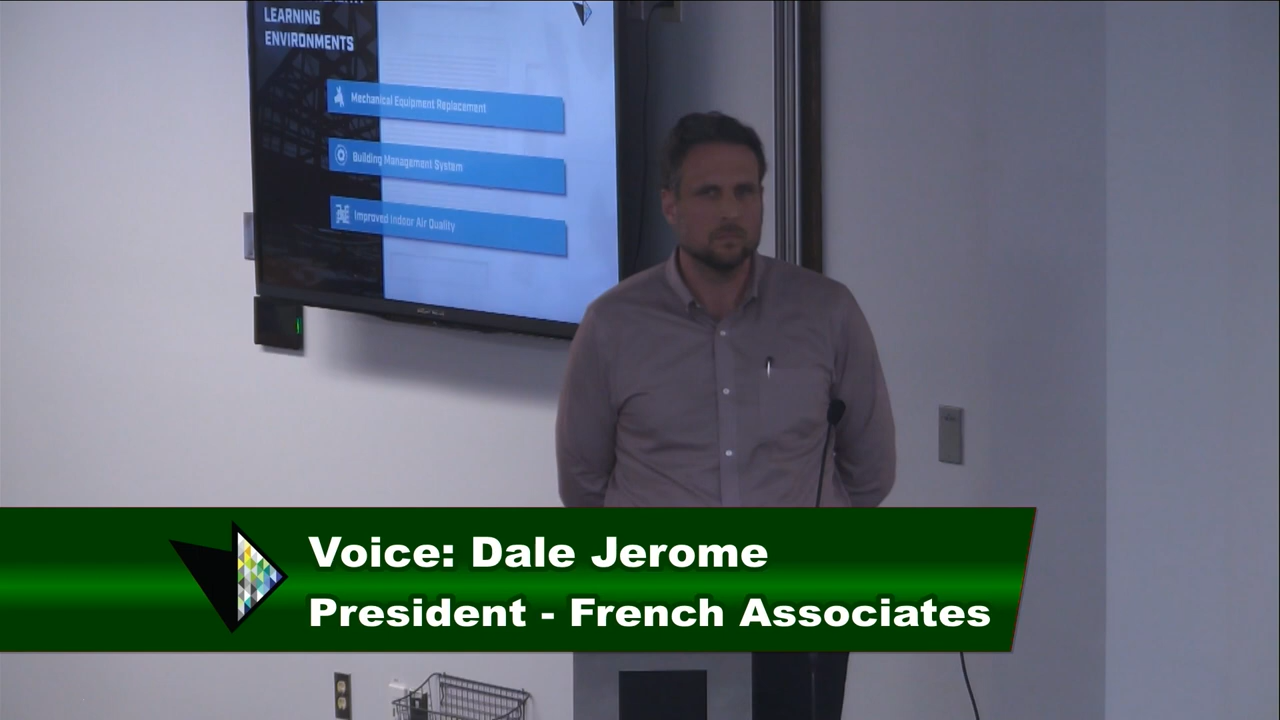 LEARNING
ENVIRONMENTS
Mechanical Equipment Replacement
Building Management System
Improved Indoor Air Quality
Voice: Dale Jerome
President - French Associates